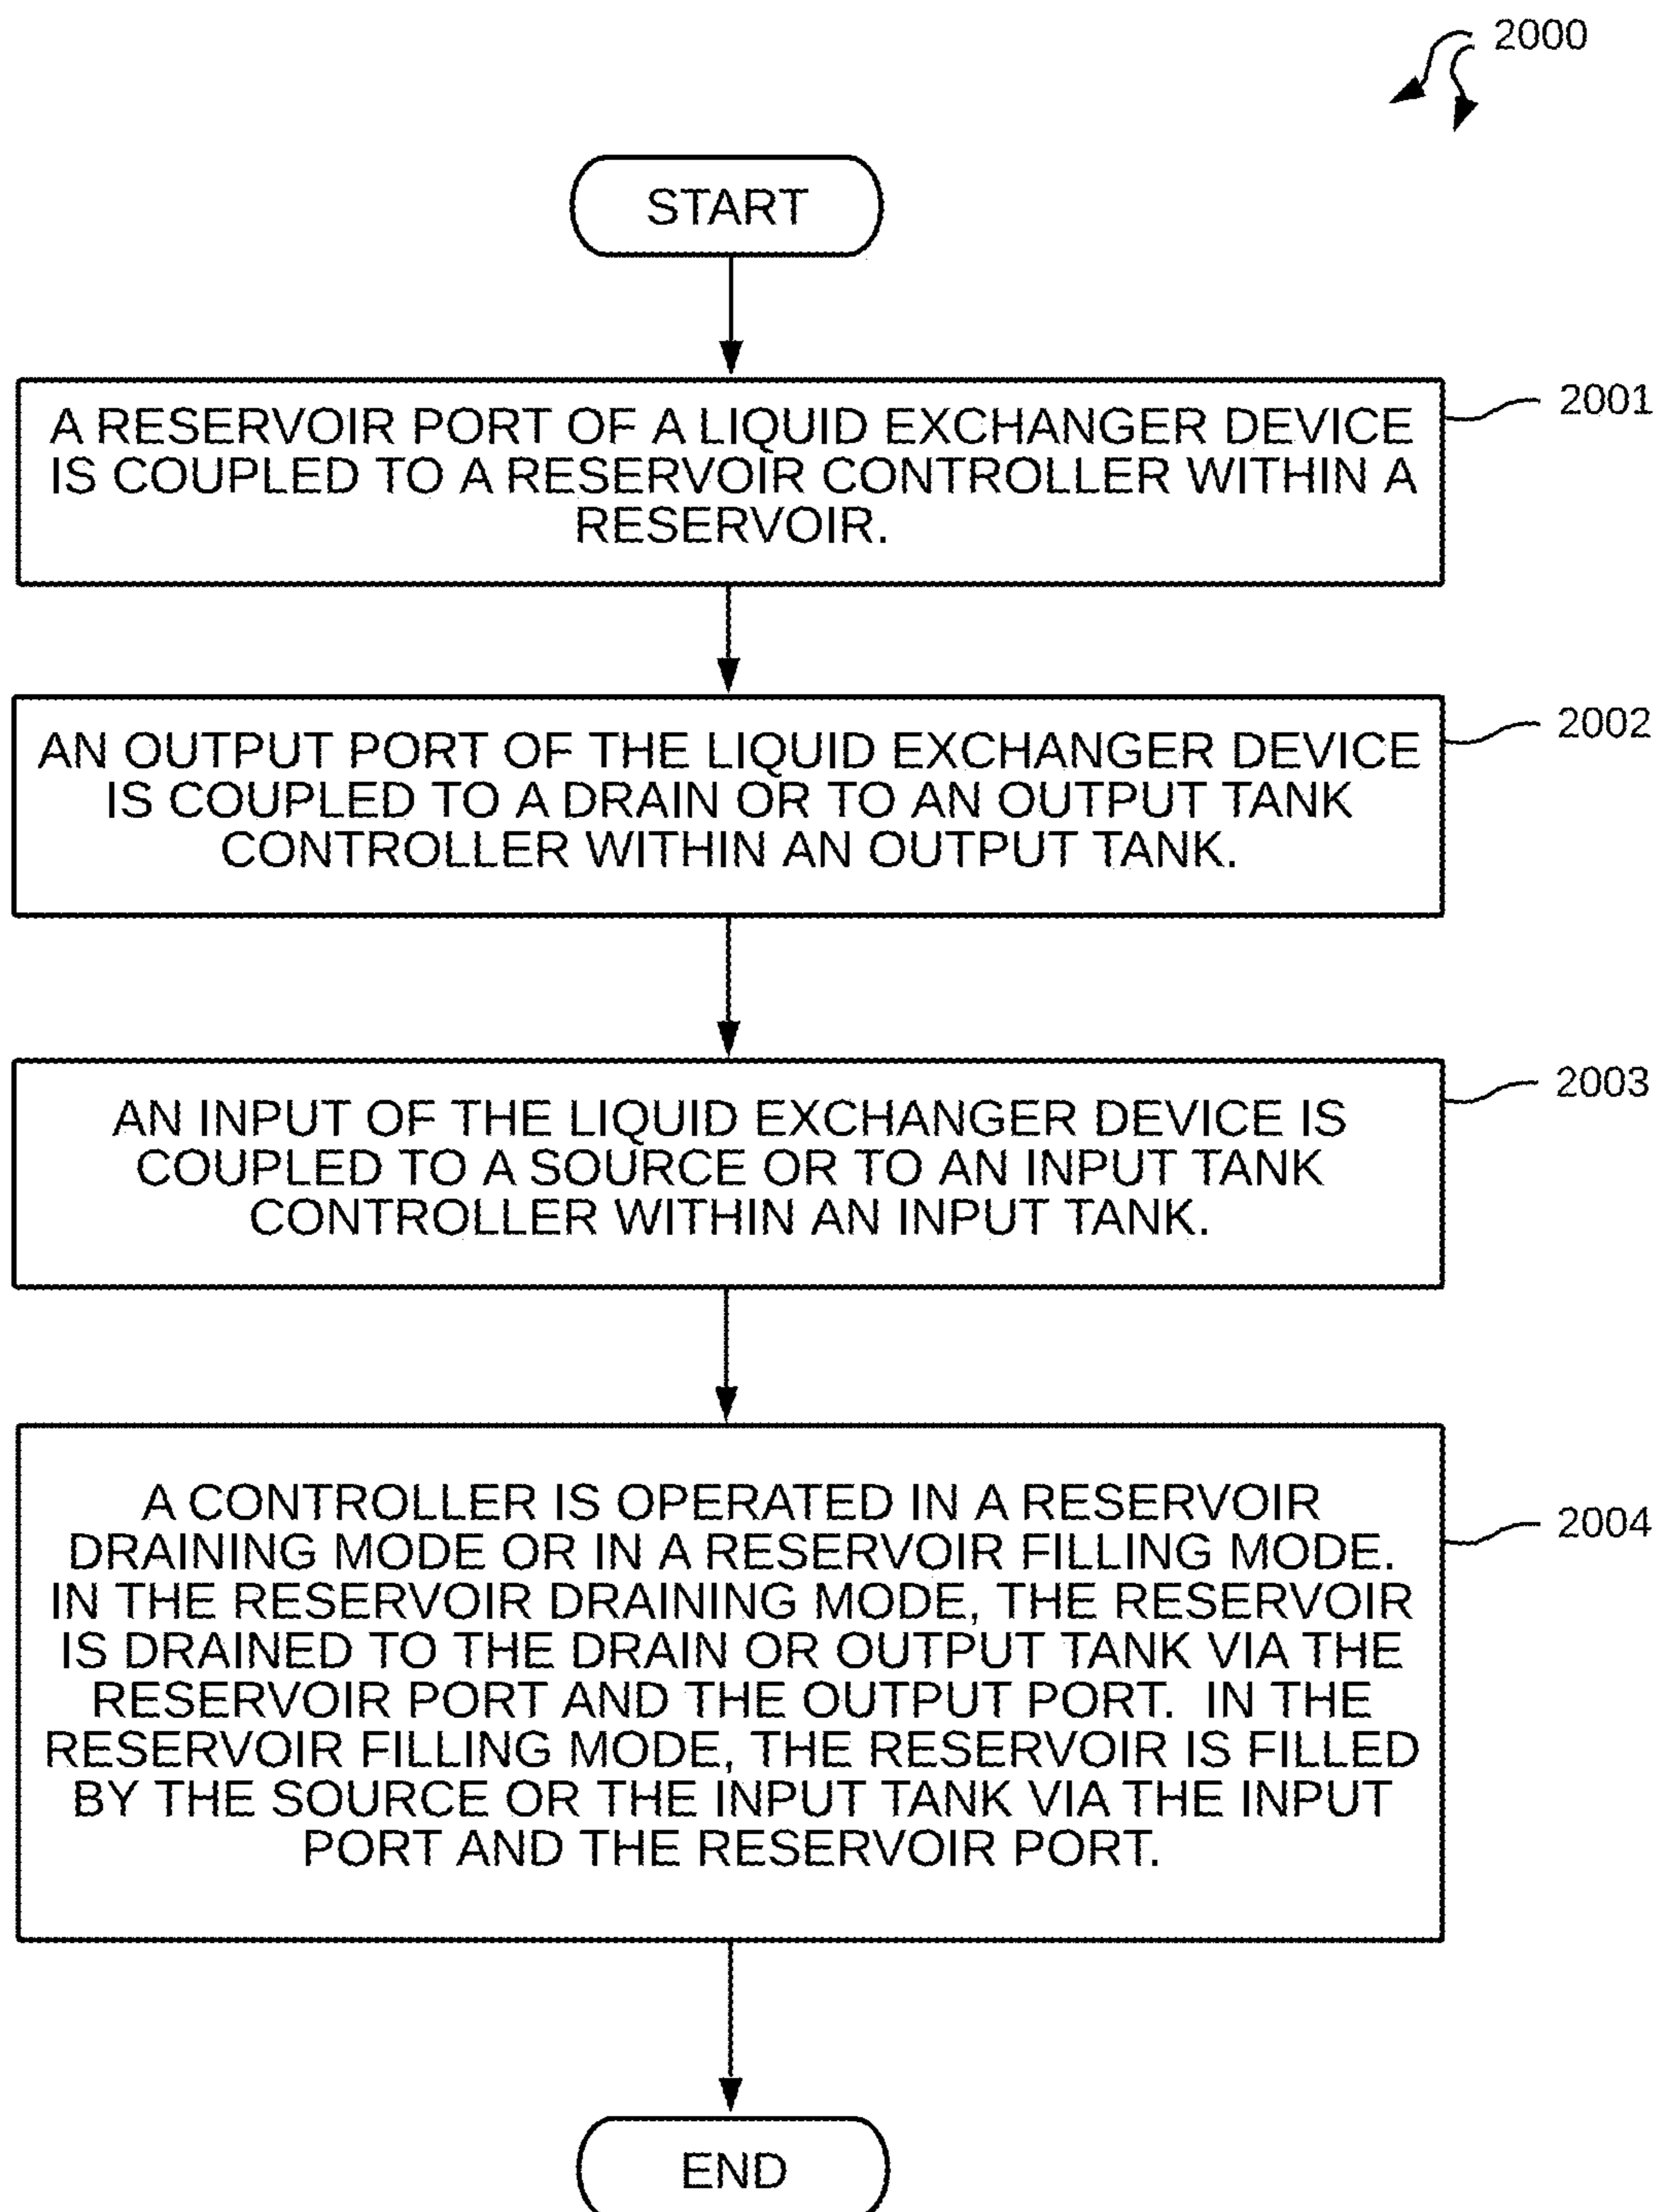 2000
START
A RESERVOIR PORT OF A LIQUID EXCHANGER DEVICE
IS COUPLED TO A RESERVOIR CONTROLLER WITHIN A
RESERVOIR.
2001
AN OUTPUT PORT OF THE LIQUID EXCHANGER DEVICE
IS COUPLED TO A DRAIN OR TO AN OUTPUT TANK
CONTROLLER WITHIN AN OUTPUT TANK.
2002
AN INPUT OF THE LIQUID EXCHANGER DEVICE IS
COUPLED TO A SOURCE OR TO AN INPUT TANK
CONTROLLER WITHIN AN INPUT TANK.
2003
A CONTROLLER IS OPERATED IN A RESERVOIR
DRAINING MODE OR IN A RESERVOIR FILLING MODE.
IN THE RESERVOIR DRAINING MODE, THE RESERVOIR
IS DRAINED TO THE DRAIN OR OUTPUT TANK VIA THE
RESERVOIR PORT AND THE OUTPUT PORT. IN THE
RESERVOIR FILLING MODE, THE RESERVOIR IS FILLED
BY THE SOURCE OR THE INPUT TANK VIA THE INPUT
PORT AND THE RESERVOIR PORT.
2004
END